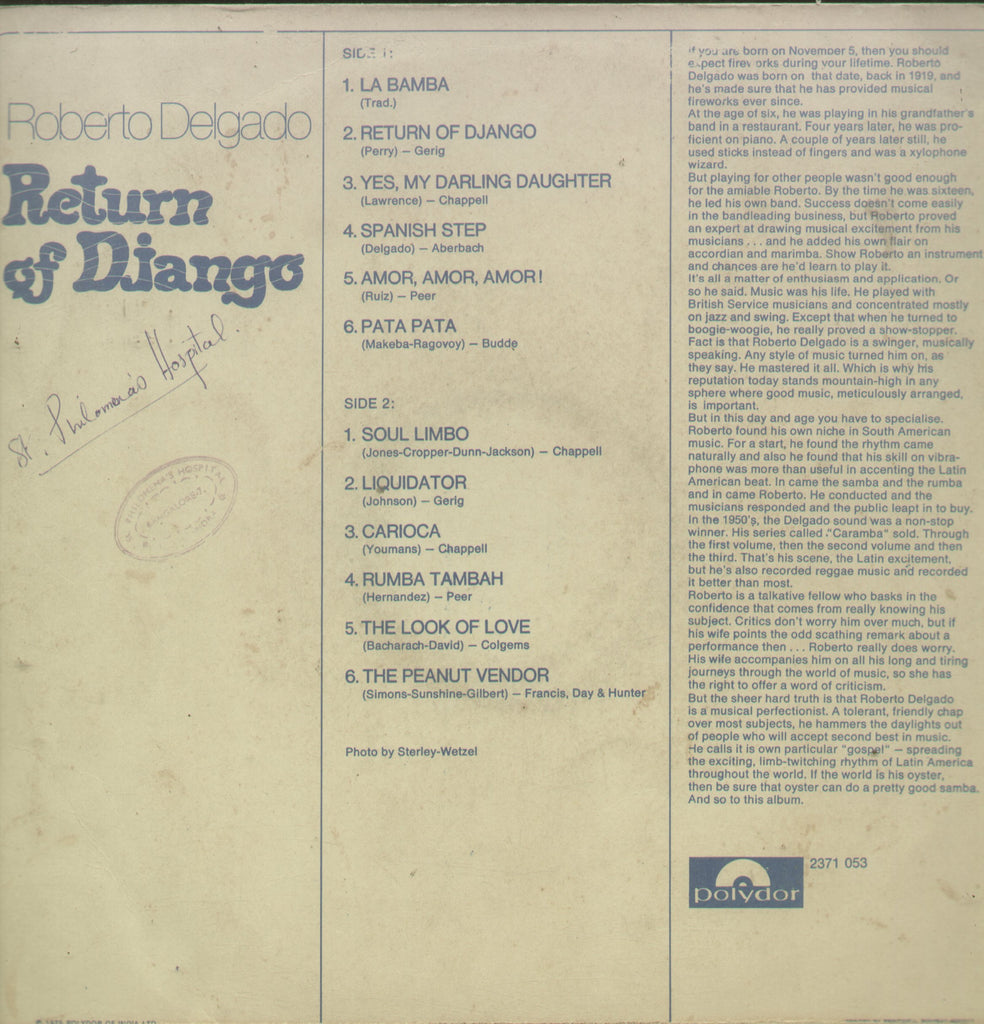 Roberto Delgado
Return
of Django
St. Philomena's Hospital.
ST. PHILOMENA'S HOSPITAL
SIDE 1:
1. LA BAMBA
(Trad.)
2. RETURN OF DJANGO
(Perry) – Gerig
3. YES, MY DARLING DAUGHTER
(Lawrence) – Chappell
4. SPANISH STEP
(Delgado) – Aberbach
5. AMOR, AMOR, AMOR!
(Ruiz) – Peer
6. PATA PATA
(Makeba-Ragovoy) – Budde
SIDE 2:
1. SOUL LIMBO
(Jones-Cropper-Dunn-Jackson) – Chappell
2. LIQUIDATOR
(Johnson) – Gerig
3. CARIOCA
(Youmans) – Chappell
4. RUMBA TAMBAH
(Hernandez) – Peer
5. THE LOOK OF LOVE
(Bacharach-David) – Colgems
6. THE PEANUT VENDOR
(Simons-Sunshine-Gilbert) – Francis, Day & Hunter
Photo by Sterley-Wetzel
If you are born on November 5, then you should
expect fireworks during your lifetime. Roberto
Delgado was born on that date, back in 1919, and
he's made sure that he has provided musical
fireworks ever since.
At the age of six, he was playing in his grandfather's
band in a restaurant. Four years later, he was pro-
ficient on piano. A couple of years later still, he
used sticks instead of fingers and was a xylophone
wizard.
But playing for other people wasn't good enough
for the amiable Roberto. By the time he was sixteen,
he led his own band. Success doesn't come easily
in the bandleading business, but Roberto proved
an expert at drawing musical excitement from his
musicians . . . and he added his own flair on
accordian and marimba. Show Roberto an instrument
and chances are he'd learn to play it.
It's all a matter of enthusiasm and application. Or
so he said. Music was his life. He played with
British Service musicians and concentrated mostly
on jazz and swing. Except that when he turned to
boogie-woogie, he really proved a show-stopper.
Fact is that Roberto Delgado is a swinger, musically
speaking. Any style of music turned him on, as
they say. He mastered it all. Which is why his
reputation today stands mountain-high in any
sphere where good music, meticulously arranged,
is important.
But in this day and age you have to specialise.
Roberto found his own niche in South American
music. For a start, he found the rhythm came
naturally and also he found that his skill on vibra-
phone was more than useful in accenting the Latin
American beat. In came the samba and the rumba
and in came Roberto. He conducted and the
musicians responded and the public leapt in to buy.
In the 1950's, the Delgado sound was a non-stop
winner. His series called "Caramba" sold. Through
the first volume, then the second volume and then
the third. That's his scene, the Latin excitement,
but he's also recorded reggae music and recorded
it better than most.
Roberto is a talkative fellow who basks in the
confidence that comes from really knowing his
subject. Critics don't worry him over much, but if
his wife points the odd scathing remark about a
performance then . . . Roberto really does worry.
His wife accompanies him on all his long and tiring
journeys through the world of music, so she has
the right to offer a word of criticism.
But the sheer hard truth is that Roberto Delgado
is a musical perfectionist. A tolerant, friendly chap
over most subjects, he hammers the daylights out
of people who will accept second best in music.
He calls it is own particular "gospel" – spreading
the exciting, limb-twitching rhythm of Latin America
throughout the world. If the world is his oyster,
then be sure that oyster can do a pretty good samba.
And so to this album.
polydor
2371 053
POLYDOR OF INDIA LTD